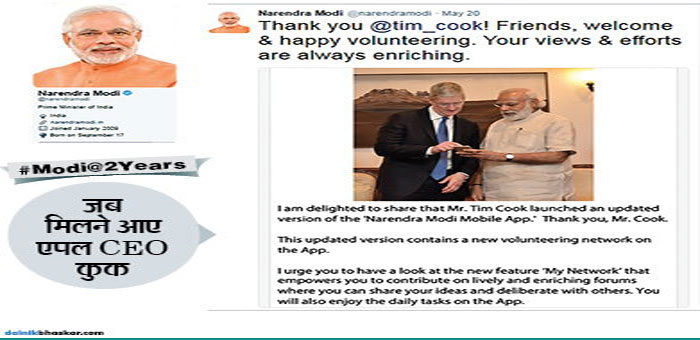 Narendra Modi
@narendramodi
Prime Minister of India
India
narendramodi.in
Joined January 2009
Born on September 17
#Modi@2Years
जब
मिलने आए
एपल CEO
कुक
Narendra Modi @narendramodi · May 20
Thank you @tim_cook! Friends, welcome
& happy volunteering. Your views & efforts
are always enriching.
I am delighted to share that Mr. Tim Cook launched an updated
version of the 'Narendra Modi Mobile App.' Thank you, Mr. Cook.
This updated version contains a new volunteering network on
the App.
I urge you to have a look at the new feature 'My Network' that
empowers you to contribute on lively and enriching forums
where you can share your ideas and deliberate with others. You
will also enjoy the daily tasks on the App.
dainikbhaskar.com